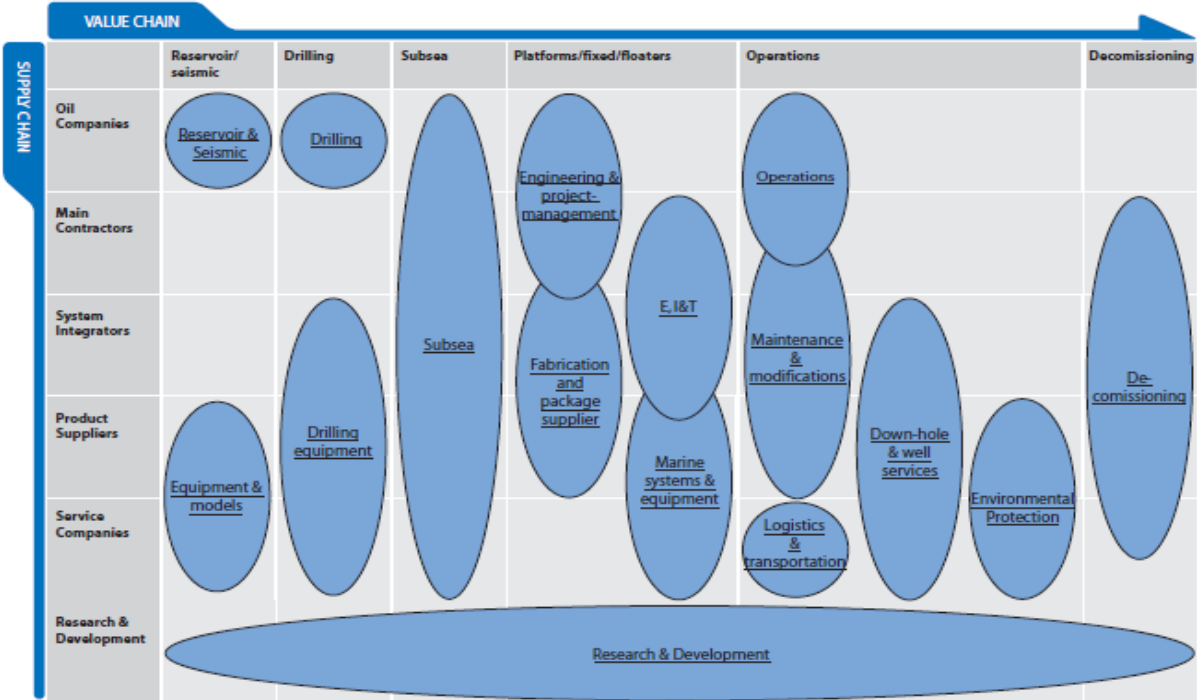 VALUE CHAIN
SUPPLY CHAIN
Reservoir/
seismic
Drilling
Subsea
Platforms/fixed/floaters
Operations
Decomissioning
Oil
Companies
Reservoir &
Seismic
Drilling
Engineering &
project-
management
Operations
Main
Contractors
System
Integrators
E, I&T
Subsea
Maintenance
&
modifications
Fabrication
and
package
supplier
De-
comissioning
Product
Suppliers
Drilling
equipment
Down-hole
& well
services
Marine
systems &
equipment
Equipment &
models
Environmental
Protection
Service
Companies
Logistics
&
transportation
Research &
Development
Research & Development